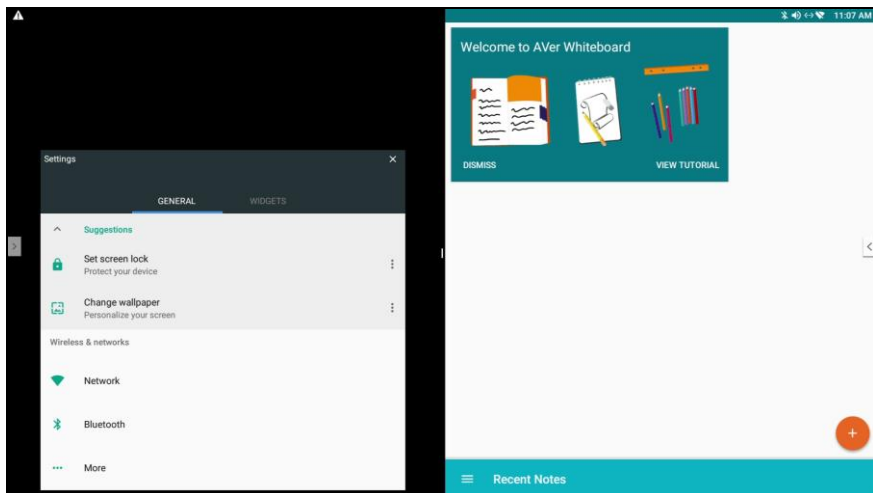 11:07 AM
Settings
GENERAL
WIDGETS
Suggestions
Set screen lock
Protect your device
Change wallpaper
Personalize your screen
Wireless & networks
Network
Bluetooth
More
Welcome to AVer Whiteboard
DISMISS
VIEW TUTORIAL
Recent Notes